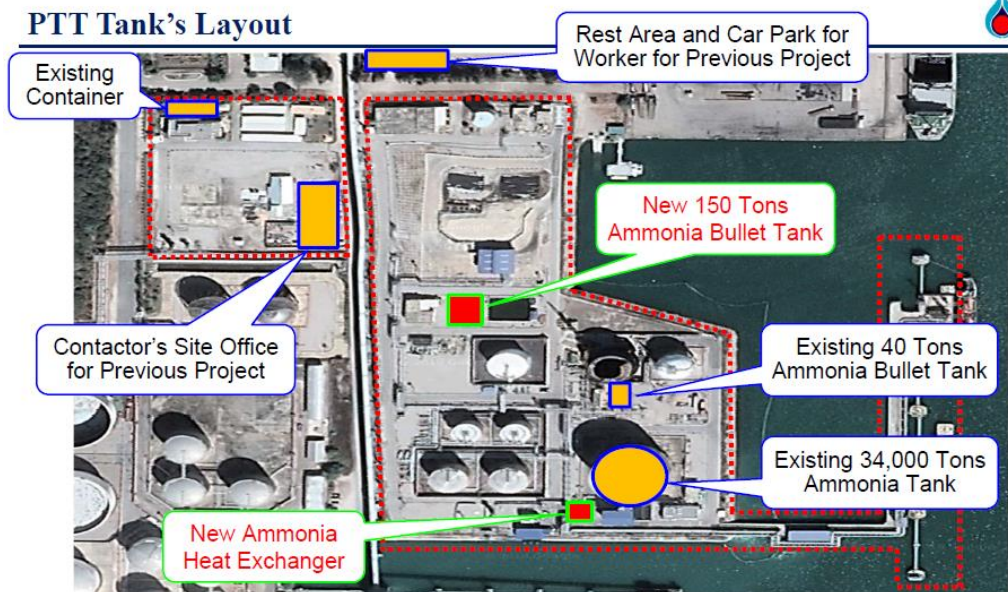 PTT Tank's Layout
Rest Area and Car Park for
Worker for Previous Project
Existing
Container
New 150 Tons
Ammonia Bullet Tank
Contactor's Site Office
for Previous Project
Existing 40 Tons
Ammonia Bullet Tank
Existing 34,000 Tons
Ammonia Tank
New Ammonia
Heat Exchanger